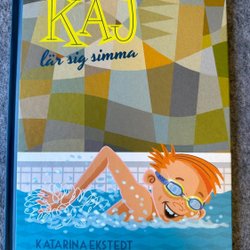 KAJ
lär sig simma
KATARINA EKSTEDT